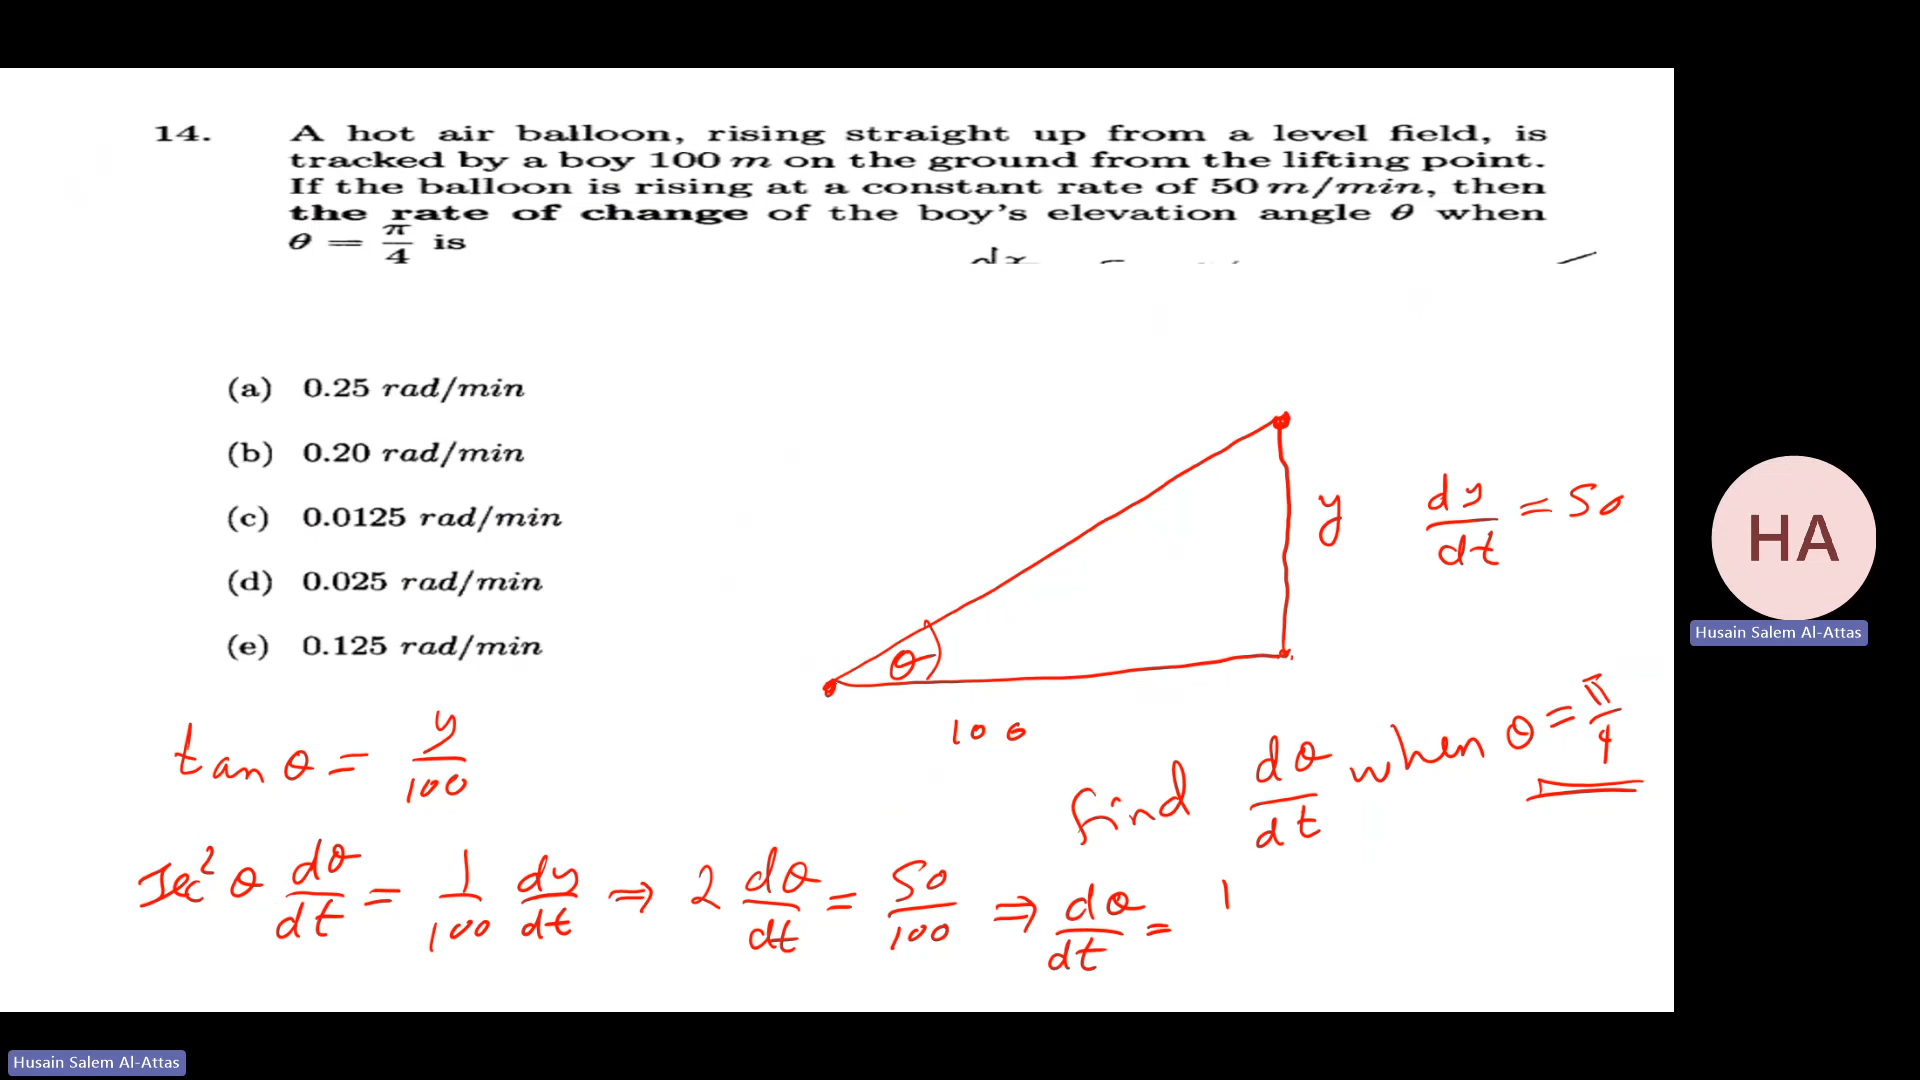 14. A hot air balloon, rising straight up from a level field, is
tracked by a boy 100 m on the ground from the lifting point.
If the balloon is rising at a constant rate of 50 m/min, then
the rate of change of the boy's elevation angle θ when
θ = π/4 is
(a) 0.25 rad/min
(b) 0.20 rad/min
(c) 0.0125 rad/min
(d) 0.025 rad/min
(e) 0.125 rad/min
y dy/dt = 50
θ
100
tan θ = y/100
Find dθ/dt when θ = π/4
sec² θ dθ/dt = 1/100 dy/dt ⇒ 2 dθ/dt = 50/100 ⇒ dθ/dt = 1
HA
Husain Salem Al-Attas
Husain Salem Al-Attas